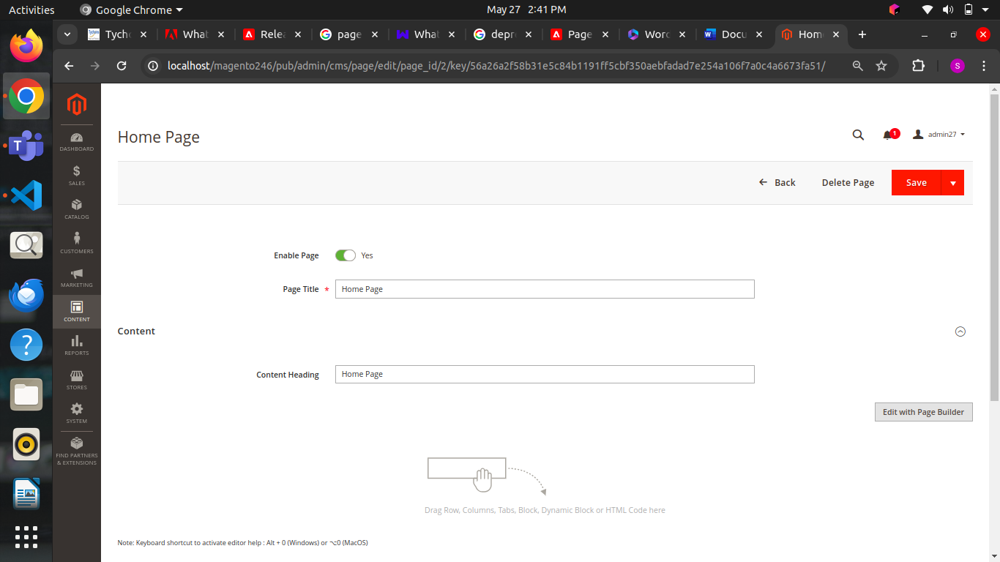 Activities
Google Chrome
May 27 2:41 PM
Tycho
What
Relea
page
What
depr
Page
Word
Docu
Home
localhost/magento246/pub/admin/cms/page/edit/page_id/2/key/56a26a2f58b31e5c84b1191ff5cbf350aebfadad7e254a106f7a0c4a6673fa51/
S
DASHBOARD
SALES
CATALOG
CUSTOMERS
MARKETING
CONTENT
REPORTS
STORES
SYSTEM
FIND PARTNERS
& EXTENSIONS
Home Page
1
admin27
Back
Delete Page
Save
Enable Page
Yes
Page Title *
Home Page
Content
Content Heading
Home Page
Edit with Page Builder
Drag Row, Columns, Tabs, Block, Dynamic Block or HTML Code here
Note: Keyboard shortcut to activate editor help : Alt + 0 (Windows) or ⌥0 (MacOS)